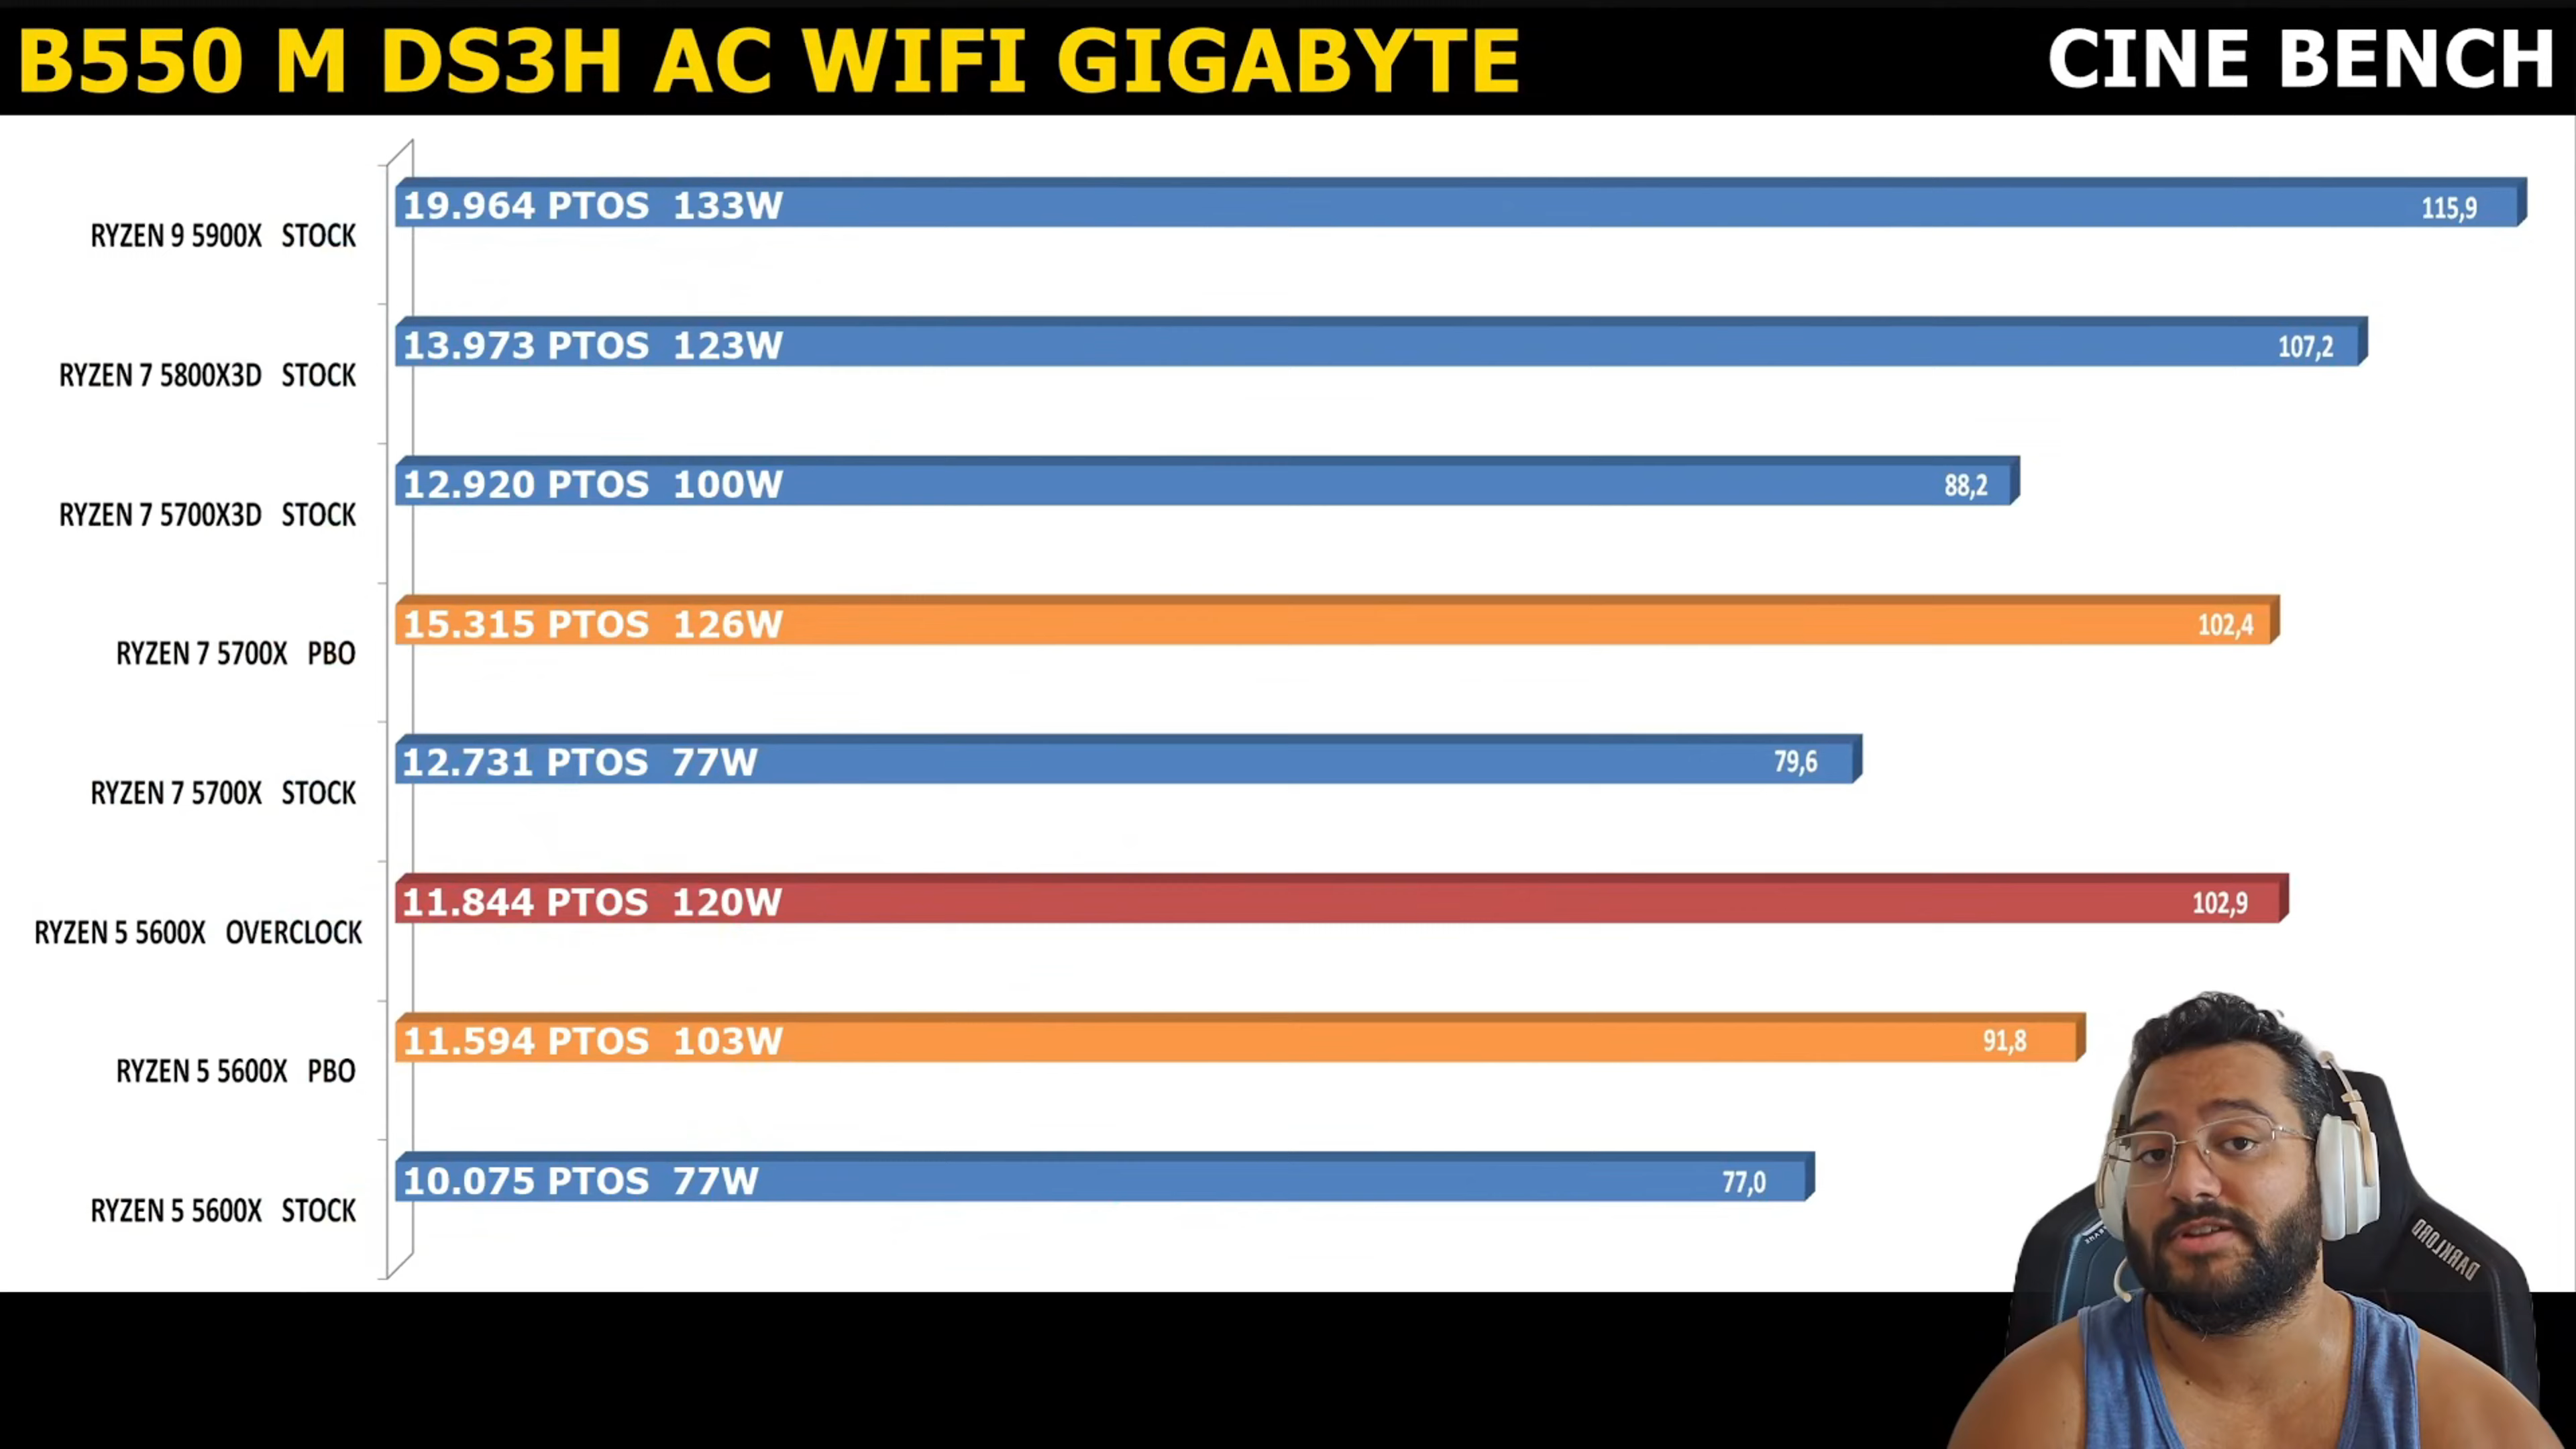 B550 M DS3H AC WIFI GIGABYTE
CINE BENCH
RYZEN 9 5900X STOCK
19.964 PTOS 133W
115,9
RYZEN 7 5800X3D STOCK
13.973 PTOS 123W
107,2
RYZEN 7 5700X3D STOCK
12.920 PTOS 100W
88,2
RYZEN 7 5700X PBO
15.315 PTOS 126W
102,4
RYZEN 7 5700X STOCK
12.731 PTOS 77W
79,6
RYZEN 5 5600X OVERCLOCK
11.844 PTOS 120W
102,9
RYZEN 5 5600X PBO
11.594 PTOS 103W
91,8
RYZEN 5 5600X STOCK
10.075 PTOS 77W
77,0
DARKLORD